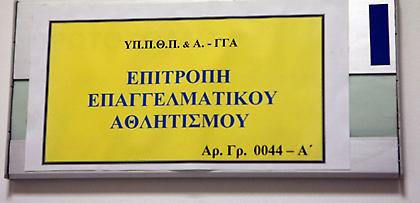 ΥΠ.Π.Θ.Π. & Α. - ΓΓΑ
ΕΠΙΤΡΟΠΗ
ΕΠΑΓΓΕΛΜΑΤΙΚΟΥ
ΑΘΛΗΤΙΣΜΟΥ
Αρ. Γρ. 0044 – Α΄